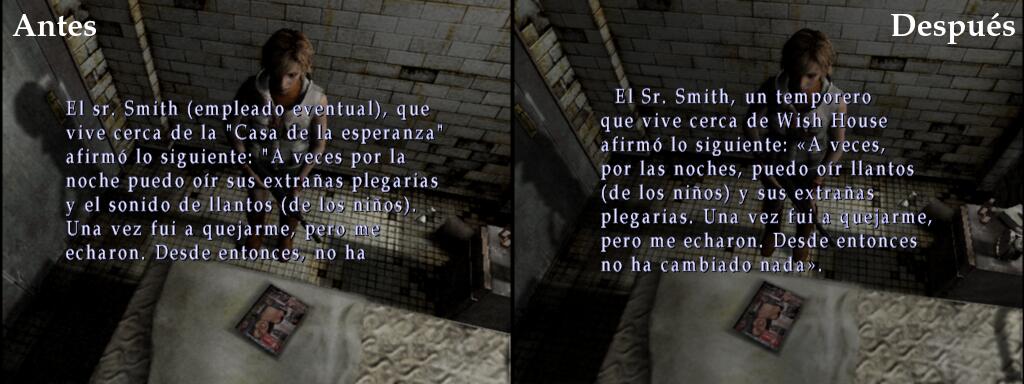 Antes
El sr. Smith (empleado eventual), que
vive cerca de la "Casa de la esperanza"
afirmó lo siguiente: "A veces por la
noche puedo oír sus extrañas plegarias
y el sonido de llantos (de los niños).
Una vez fui a quejarme, pero me
echaron. Desde entonces, no ha
Después
El Sr. Smith, un temporero
que vive cerca de Wish House
afirmó lo siguiente: «A veces,
por las noches, puedo oír llantos
(de los niños) y sus extrañas
plegarias. Una vez fui a quejarme,
pero me echaron. Desde entonces
no ha cambiado nada».